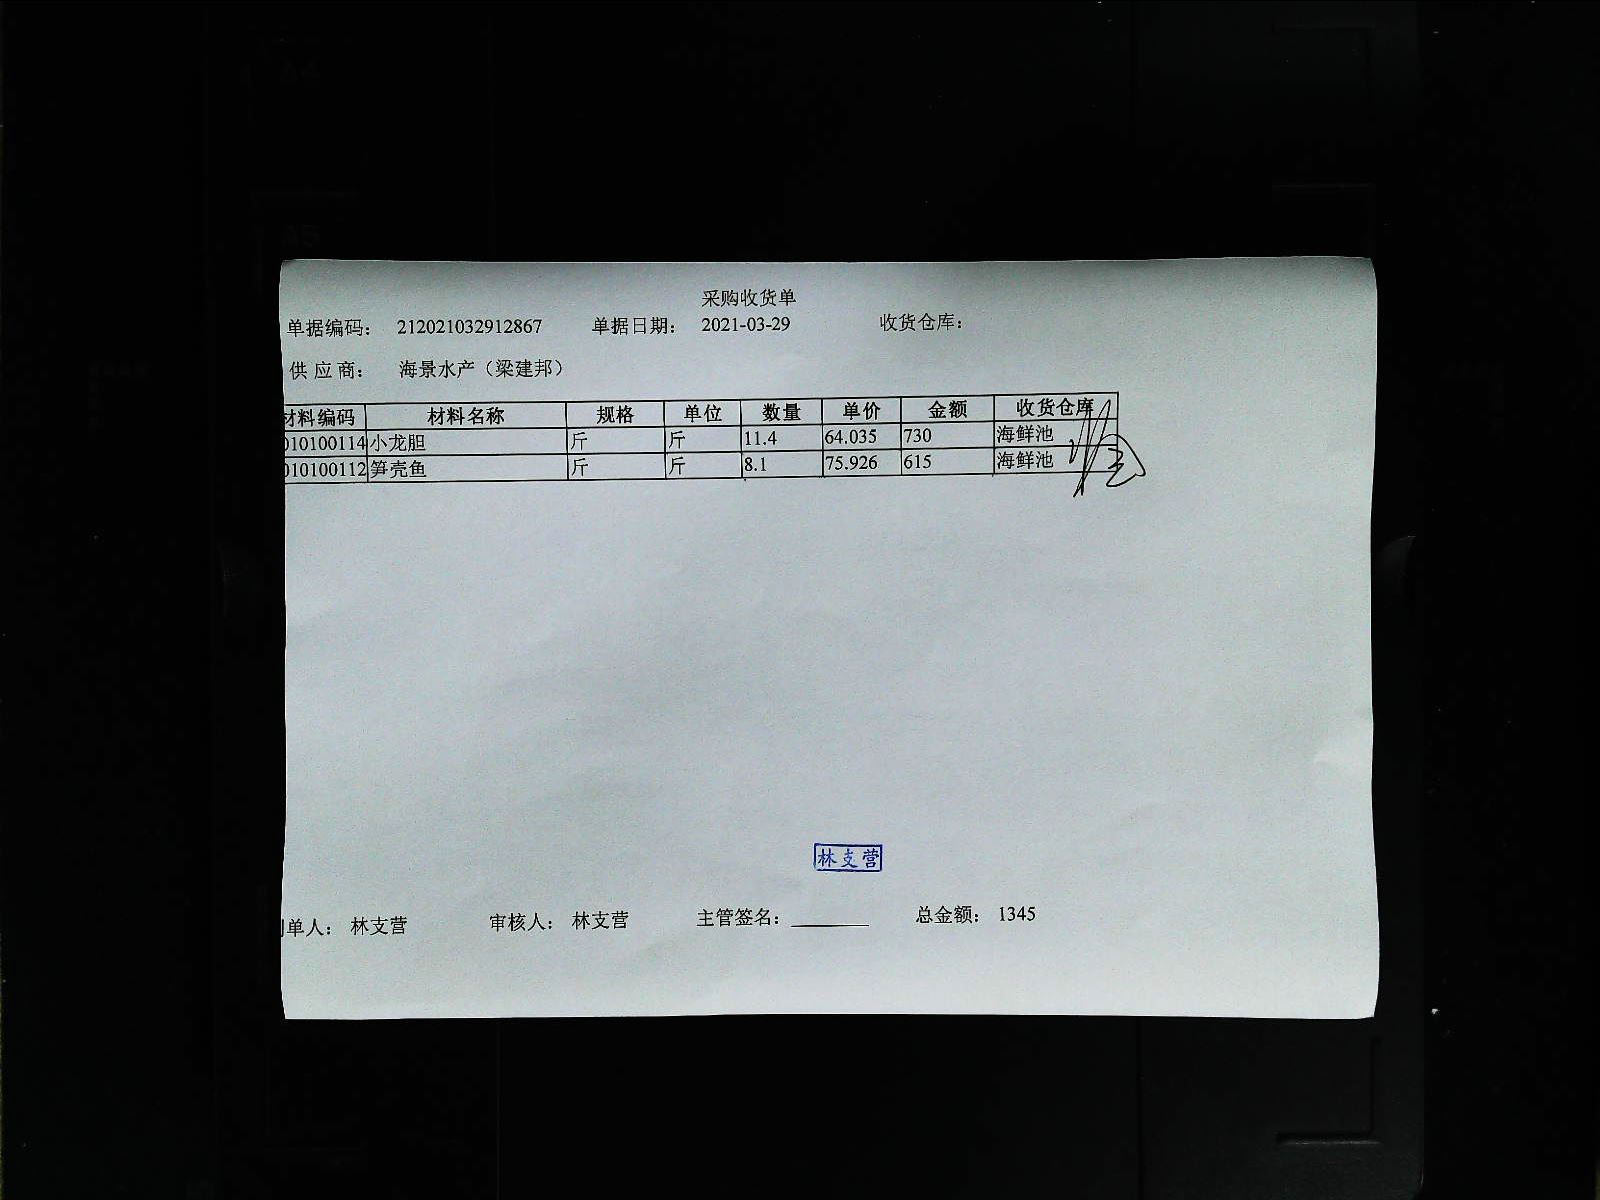 采购收货单
单据编码： 212021032912867 单据日期： 2021-03-29 收货仓库：
供应商： 海景水产（梁建邦）
材料编码 材料名称 规格 单位 数量 单价 金额 收货仓库
010100114 小龙胆 斤 斤 11.4 64.035 730 海鲜池
010100112 笋壳鱼 斤 斤 8.1 75.926 615 海鲜池
林支营
单人： 林支营 审核人： 林支营 主管签名： 总金额： 1345